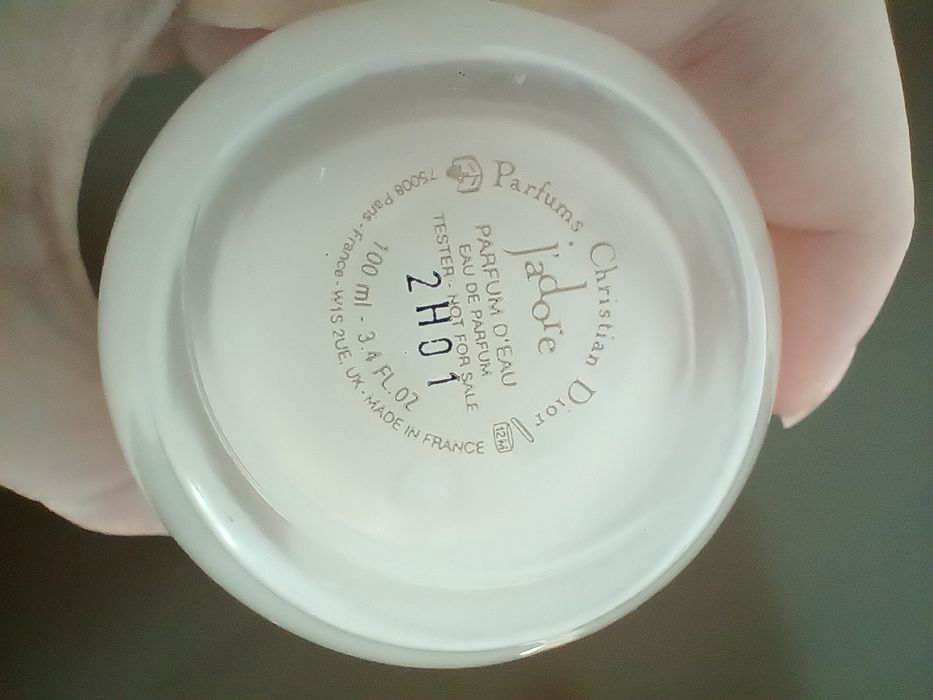 Parfums Christian Dior
J'adore
PARFUM D'EAU
EAU DE PARFUM
TESTER - NOT FOR SALE
2H01
100 ml - 3.4 FL. OZ
75008 Paris - France - W1S 2UE, UK - MADE IN FRANCE
12M